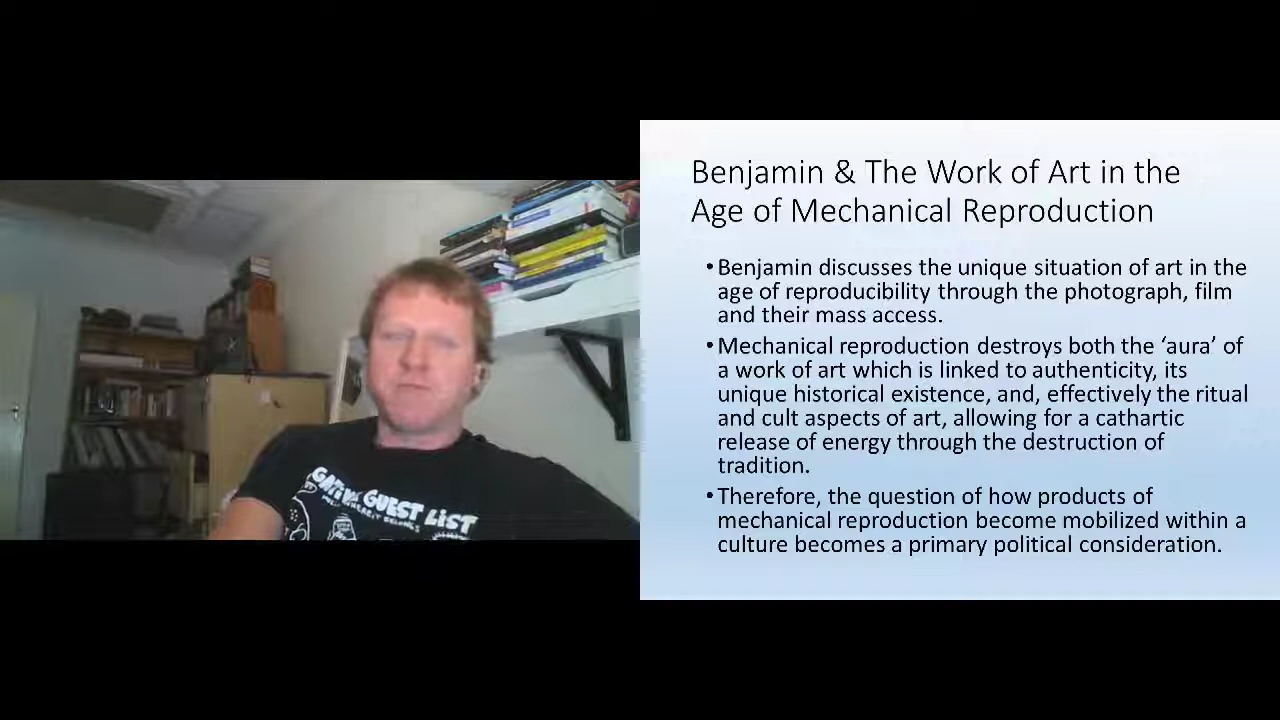 GUEST LIST
Benjamin & The Work of Art in the
Age of Mechanical Reproduction
•Benjamin discusses the unique situation of art in the
age of reproducibility through the photograph, film
and their mass access.
•Mechanical reproduction destroys both the ‘aura’ of
a work of art which is linked to authenticity, its
unique historical existence, and, effectively the ritual
and cult aspects of art, allowing for a cathartic
release of energy through the destruction of
tradition.
•Therefore, the question of how products of
mechanical reproduction become mobilized within a
culture becomes a primary political consideration.